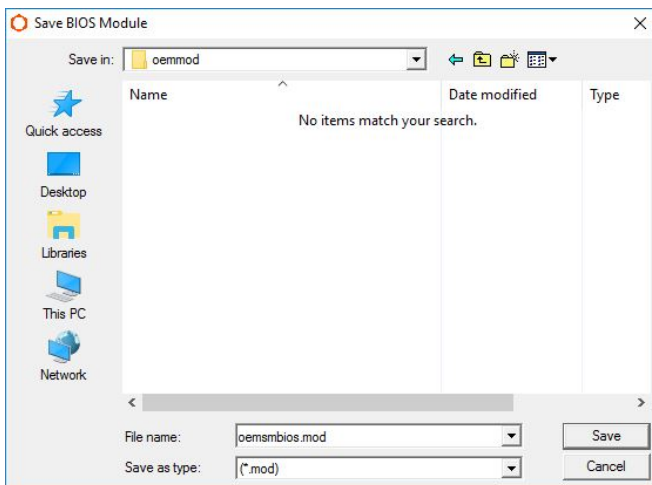 Save BIOS Module
Save in: oemmod
Name Date modified Type
No items match your search.
Quick access
Desktop
Libraries
This PC
Network
File name: oemsmbios.mod Save
Save as type: (*.mod) Cancel